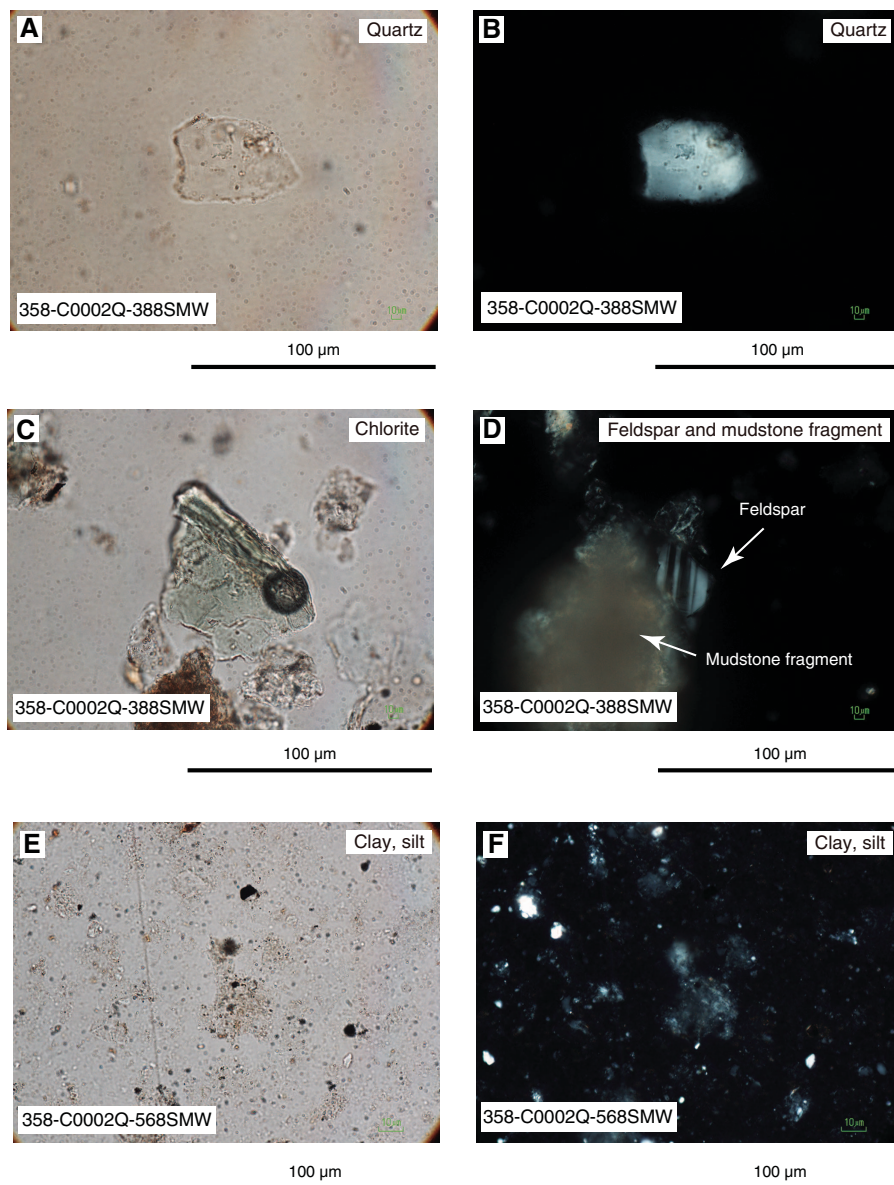 A
Quartz
358-C0002Q-388SMW
10µm
100 µm
B
Quartz
358-C0002Q-388SMW
10µm
100 µm
C
Chlorite
358-C0002Q-388SMW
10µm
100 µm
D
Feldspar and mudstone fragment
Feldspar
Mudstone fragment
358-C0002Q-388SMW
10µm
100 µm
E
Clay, silt
358-C0002Q-568SMW
10µm
100 µm
F
Clay, silt
358-C0002Q-568SMW
10µm
100 µm